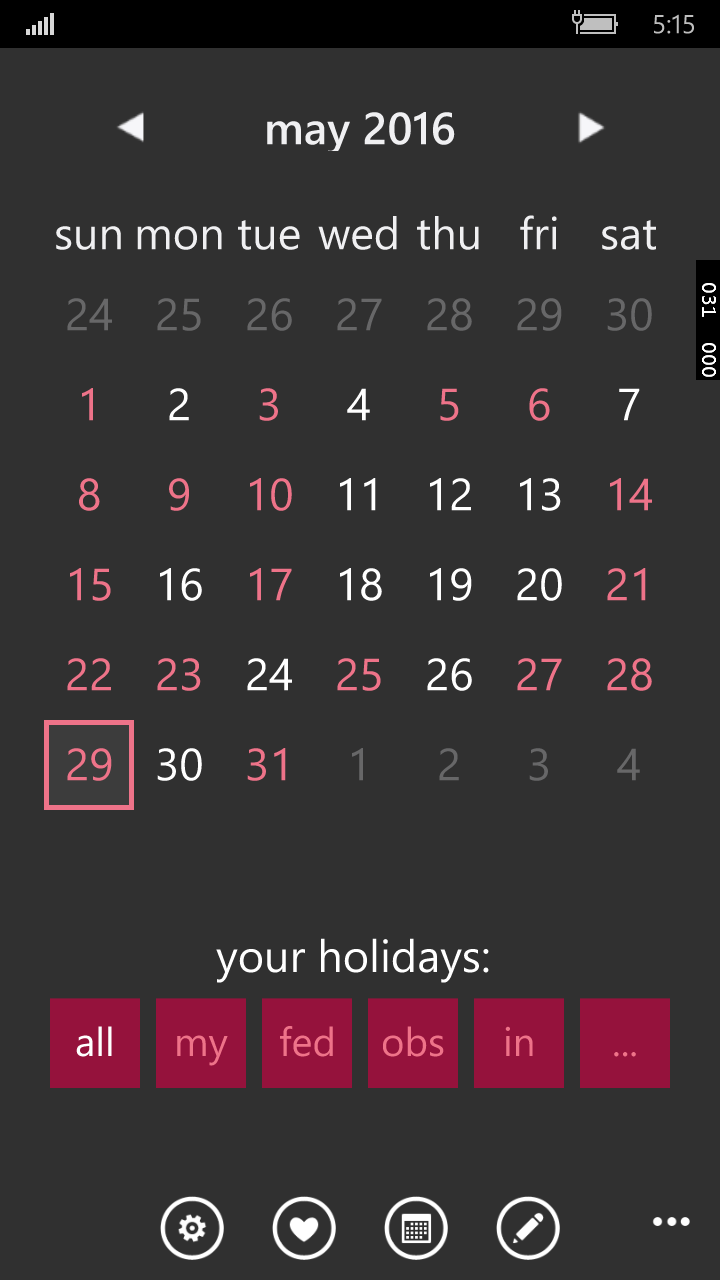 5:15
may 2016
sun mon tue wed thu fri sat
031 000
24 25 26 27 28 29 30
1 2 3 4 5 6 7
8 9 10 11 12 13 14
15 16 17 18 19 20 21
22 23 24 25 26 27 28
29 30 31 1 2 3 4
your holidays:
all my fed obs in ...